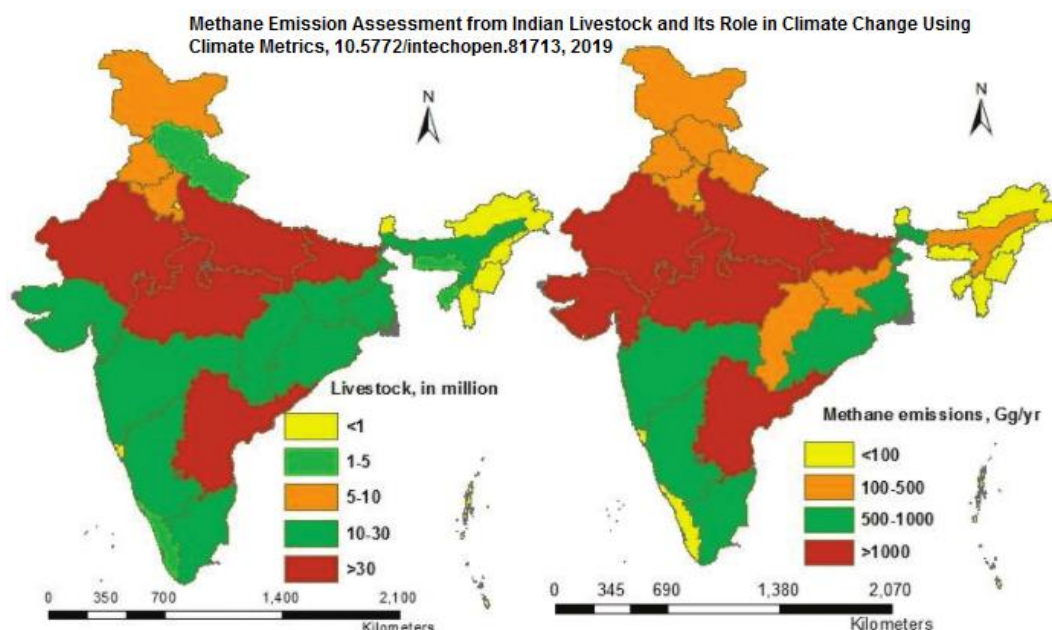 Methane Emission Assessment from Indian Livestock and Its Role in Climate Change Using
Climate Metrics, 10.5772/intechopen.81713, 2019
N
Livestock, in million
<1
1-5
5-10
10-30
>30
0 350 700 1,400 2,100
Kilometers
N
Methane emissions, Gg/yr
<100
100-500
500-1000
>1000
0 345 690 1,380 2,070
Kilometers